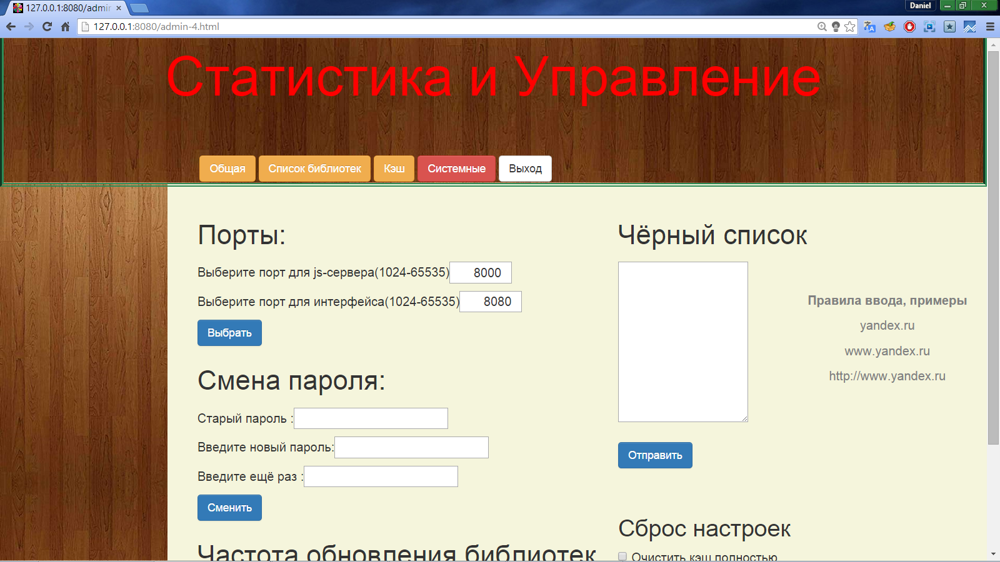 127.0.0.1:8080/admin
Daniel
127.0.0.1:8080/admin-4.html
Статистика и Управление
Общая
Список библиотек
Кэш
Системные
Выход
Порты:
Выберите порт для js-сервера(1024-65535) 8000
Выберите порт для интерфейса(1024-65535) 8080
Выбрать
Смена пароля:
Старый пароль :
Введите новый пароль:
Введите ещё раз :
Сменить
Частота обновления библиотек
Чёрный список
Правила ввода, примеры
yandex.ru
www.yandex.ru
http://www.yandex.ru
Отправить
Сброс настроек
Очистить кэш полностью